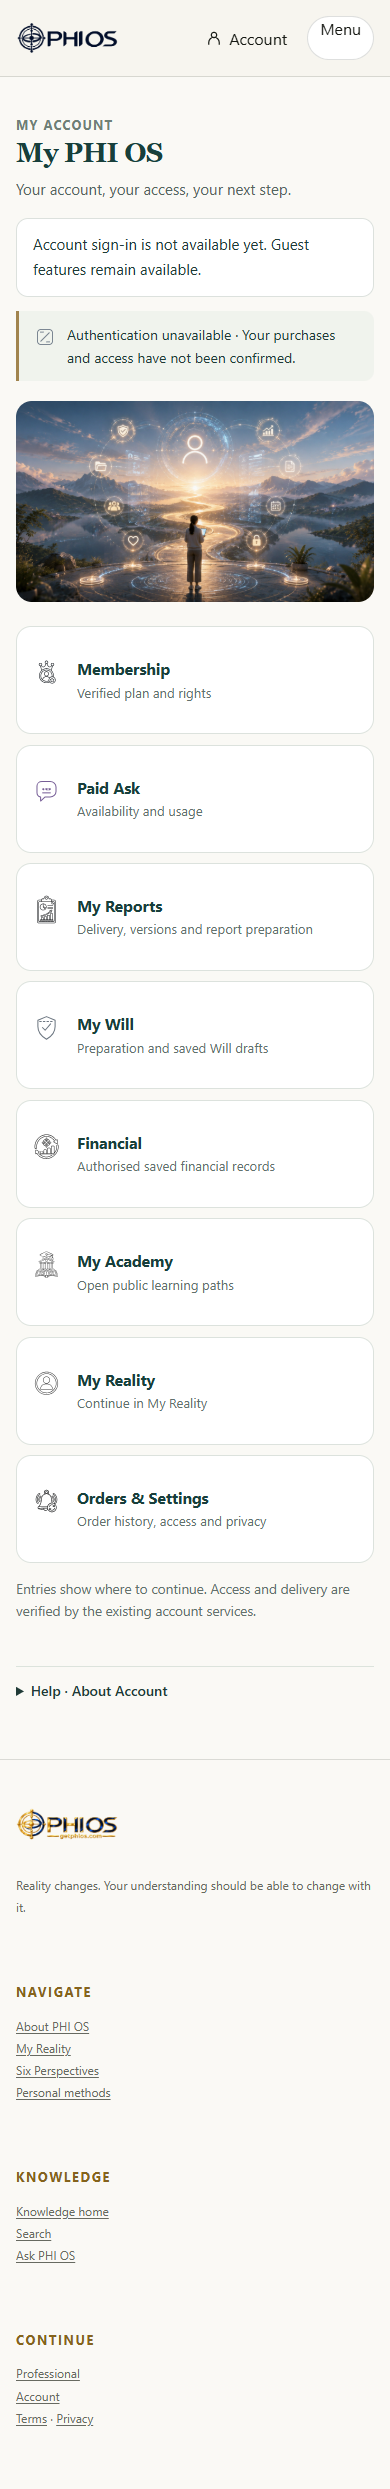 PHIOS
Account
Menu
MY ACCOUNT
My PHI OS
Your account, your access, your next step.
Account sign-in is not available yet. Guest
features remain available.
Authentication unavailable · Your purchases
and access have not been confirmed.
Membership
Verified plan and rights
Paid Ask
Availability and usage
My Reports
Delivery, versions and report preparation
My Will
Preparation and saved Will drafts
Financial
Authorised saved financial records
My Academy
Open public learning paths
My Reality
Continue in My Reality
Orders & Settings
Order history, access and privacy
Entries show where to continue. Access and delivery are
verified by the existing account services.
Help · About Account
PHIOS
getphios.com
Reality changes. Your understanding should be able to change with
it.
NAVIGATE
About PHI OS
My Reality
Six Perspectives
Personal methods
KNOWLEDGE
Knowledge home
Search
Ask PHI OS
CONTINUE
Professional
Account
Terms · Privacy